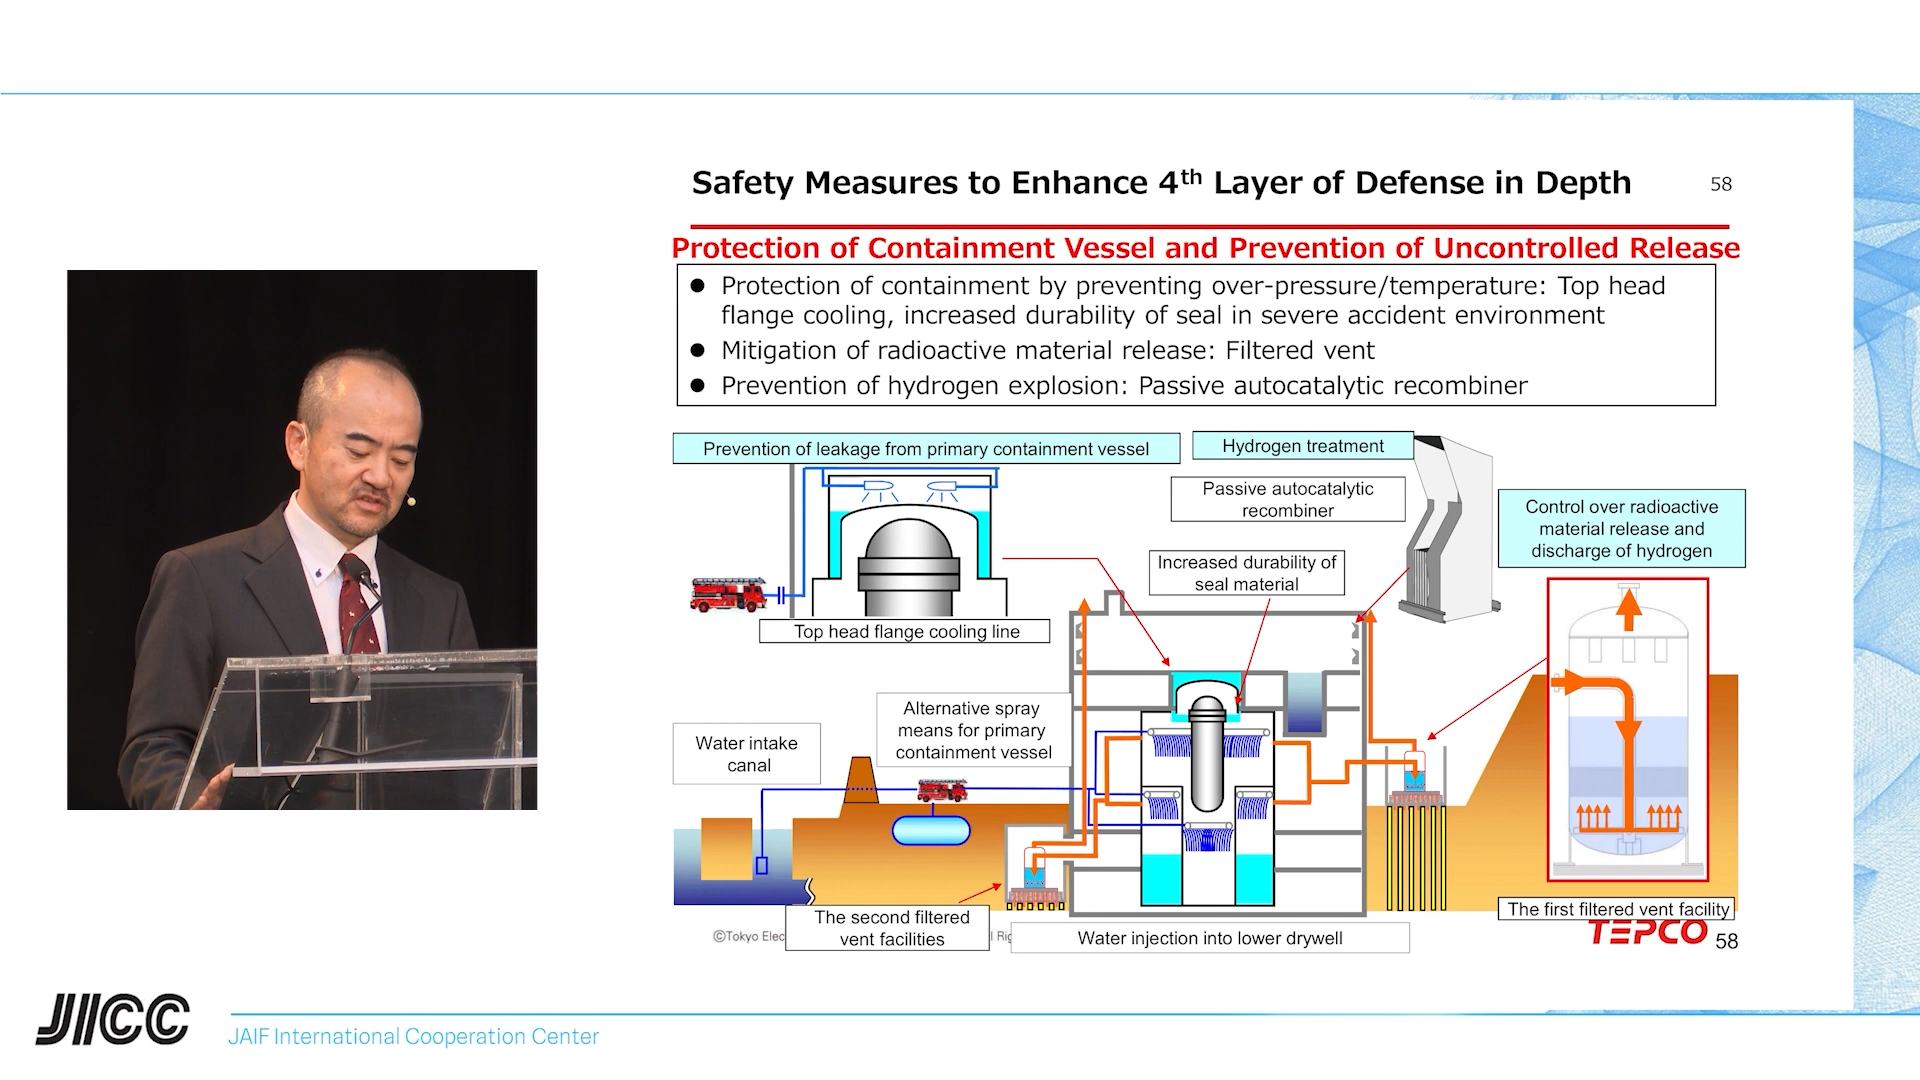 Safety Measures to Enhance 4th Layer of Defense in Depth
58
Protection of Containment Vessel and Prevention of Uncontrolled Release
● Protection of containment by preventing over-pressure/temperature: Top head
flange cooling, increased durability of seal in severe accident environment
● Mitigation of radioactive material release: Filtered vent
● Prevention of hydrogen explosion: Passive autocatalytic recombiner
Prevention of leakage from primary containment vessel
Hydrogen treatment
Passive autocatalytic
recombiner
Control over radioactive
material release and
discharge of hydrogen
Increased durability of
seal material
Top head flange cooling line
Alternative spray
means for primary
containment vessel
Water intake
canal
The second filtered
vent facilities
Water injection into lower drywell
The first filtered vent facility
©Tokyo Elec
TEPCO
58
JICC
JAIF International Cooperation Center